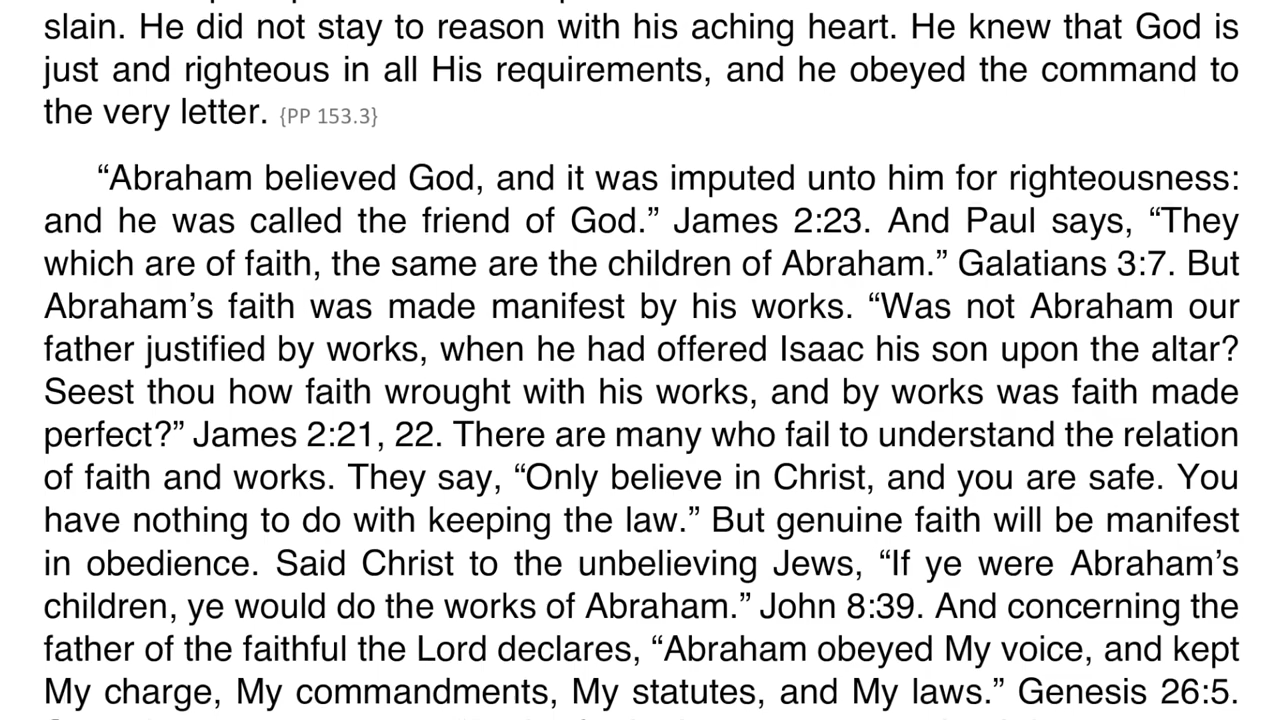 slain. He did not stay to reason with his aching heart. He knew that God is
just and righteous in all His requirements, and he obeyed the command to
the very letter. {PP 153.3}
“Abraham believed God, and it was imputed unto him for righteousness:
and he was called the friend of God.” James 2:23. And Paul says, “They
which are of faith, the same are the children of Abraham.” Galatians 3:7. But
Abraham’s faith was made manifest by his works. “Was not Abraham our
father justified by works, when he had offered Isaac his son upon the altar?
Seest thou how faith wrought with his works, and by works was faith made
perfect?” James 2:21, 22. There are many who fail to understand the relation
of faith and works. They say, “Only believe in Christ, and you are safe. You
have nothing to do with keeping the law.” But genuine faith will be manifest
in obedience. Said Christ to the unbelieving Jews, “If ye were Abraham’s
children, ye would do the works of Abraham.” John 8:39. And concerning the
father of the faithful the Lord declares, “Abraham obeyed My voice, and kept
My charge, My commandments, My statutes, and My laws.” Genesis 26:5.